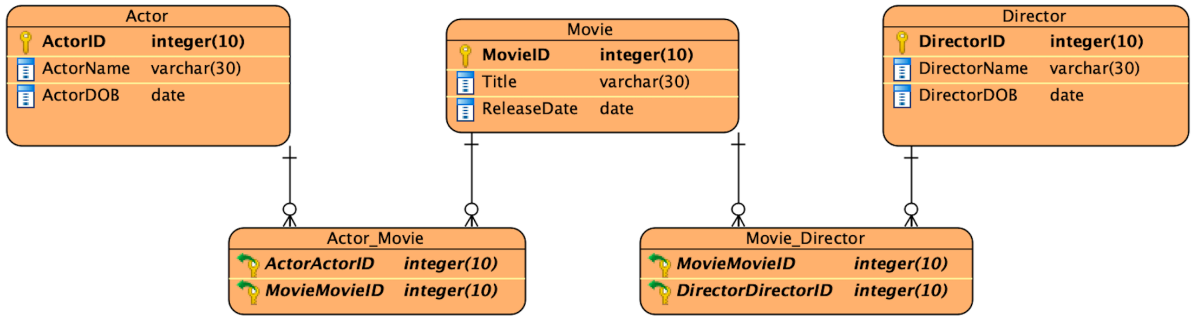 Actor
ActorID integer(10)
ActorName varchar(30)
ActorDOB date
Movie
MovieID integer(10)
Title varchar(30)
ReleaseDate date
Director
DirectorID integer(10)
DirectorName varchar(30)
DirectorDOB date
Actor_Movie
ActorActorID integer(10)
MovieMovieID integer(10)
Movie_Director
MovieMovieID integer(10)
DirectorDirectorID integer(10)